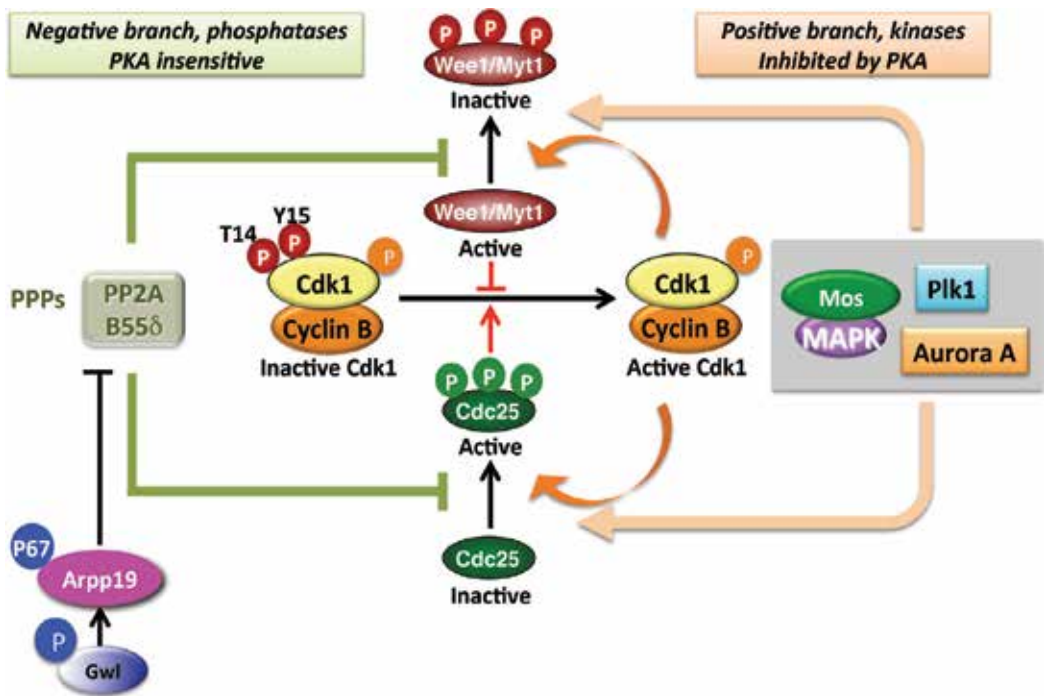 Negative branch, phosphatases
PKA insensitive
Positive branch, kinases
Inhibited by PKA
P P P
Wee1/Myt1
Inactive
Wee1/Myt1
Active
T14
Y15
P
P
P
Cdk1
Cyclin B
Inactive Cdk1
P
Cdk1
Cyclin B
Active Cdk1
PPPs
PP2A
B55δ
Mos
MAPK
Plk1
Aurora A
P P P
Cdc25
Active
Cdc25
Inactive
P67
Arpp19
P
Gwl